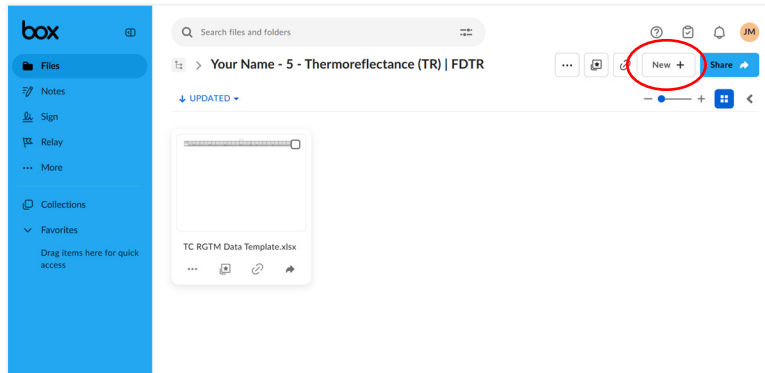 box
Search files and folders
JM
Files
> Your Name - 5 - Thermoreflectance (TR) | FDTR
New +
Share
Notes
UPDATED
Sign
Relay
More
Collections
Favorites
Drag items here for quick
access
TC RGTM Data Template.xlsx